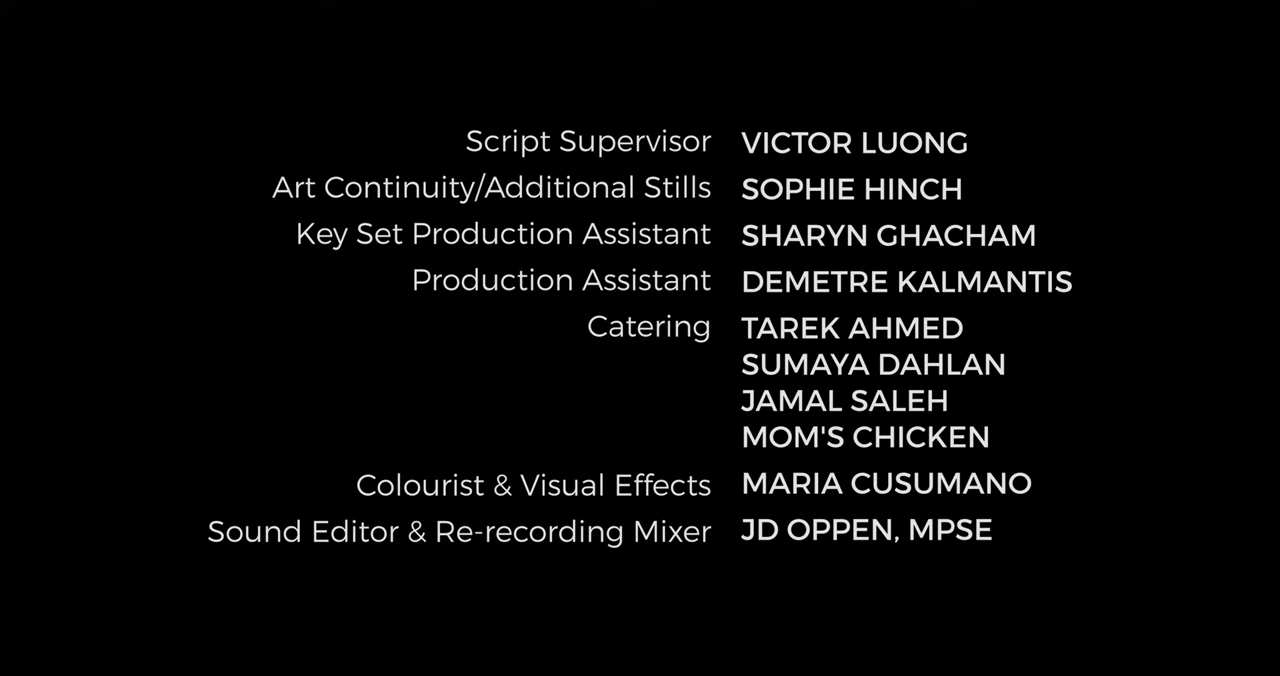 Script Supervisor VICTOR LUONG
Art Continuity/Additional Stills SOPHIE HINCH
Key Set Production Assistant SHARYN GHACHAM
Production Assistant DEMETRE KALMANTIS
Catering TAREK AHMED
SUMAYA DAHLAN
JAMAL SALEH
MOM'S CHICKEN
Colourist & Visual Effects MARIA CUSUMANO
Sound Editor & Re-recording Mixer JD OPPEN, MPSE